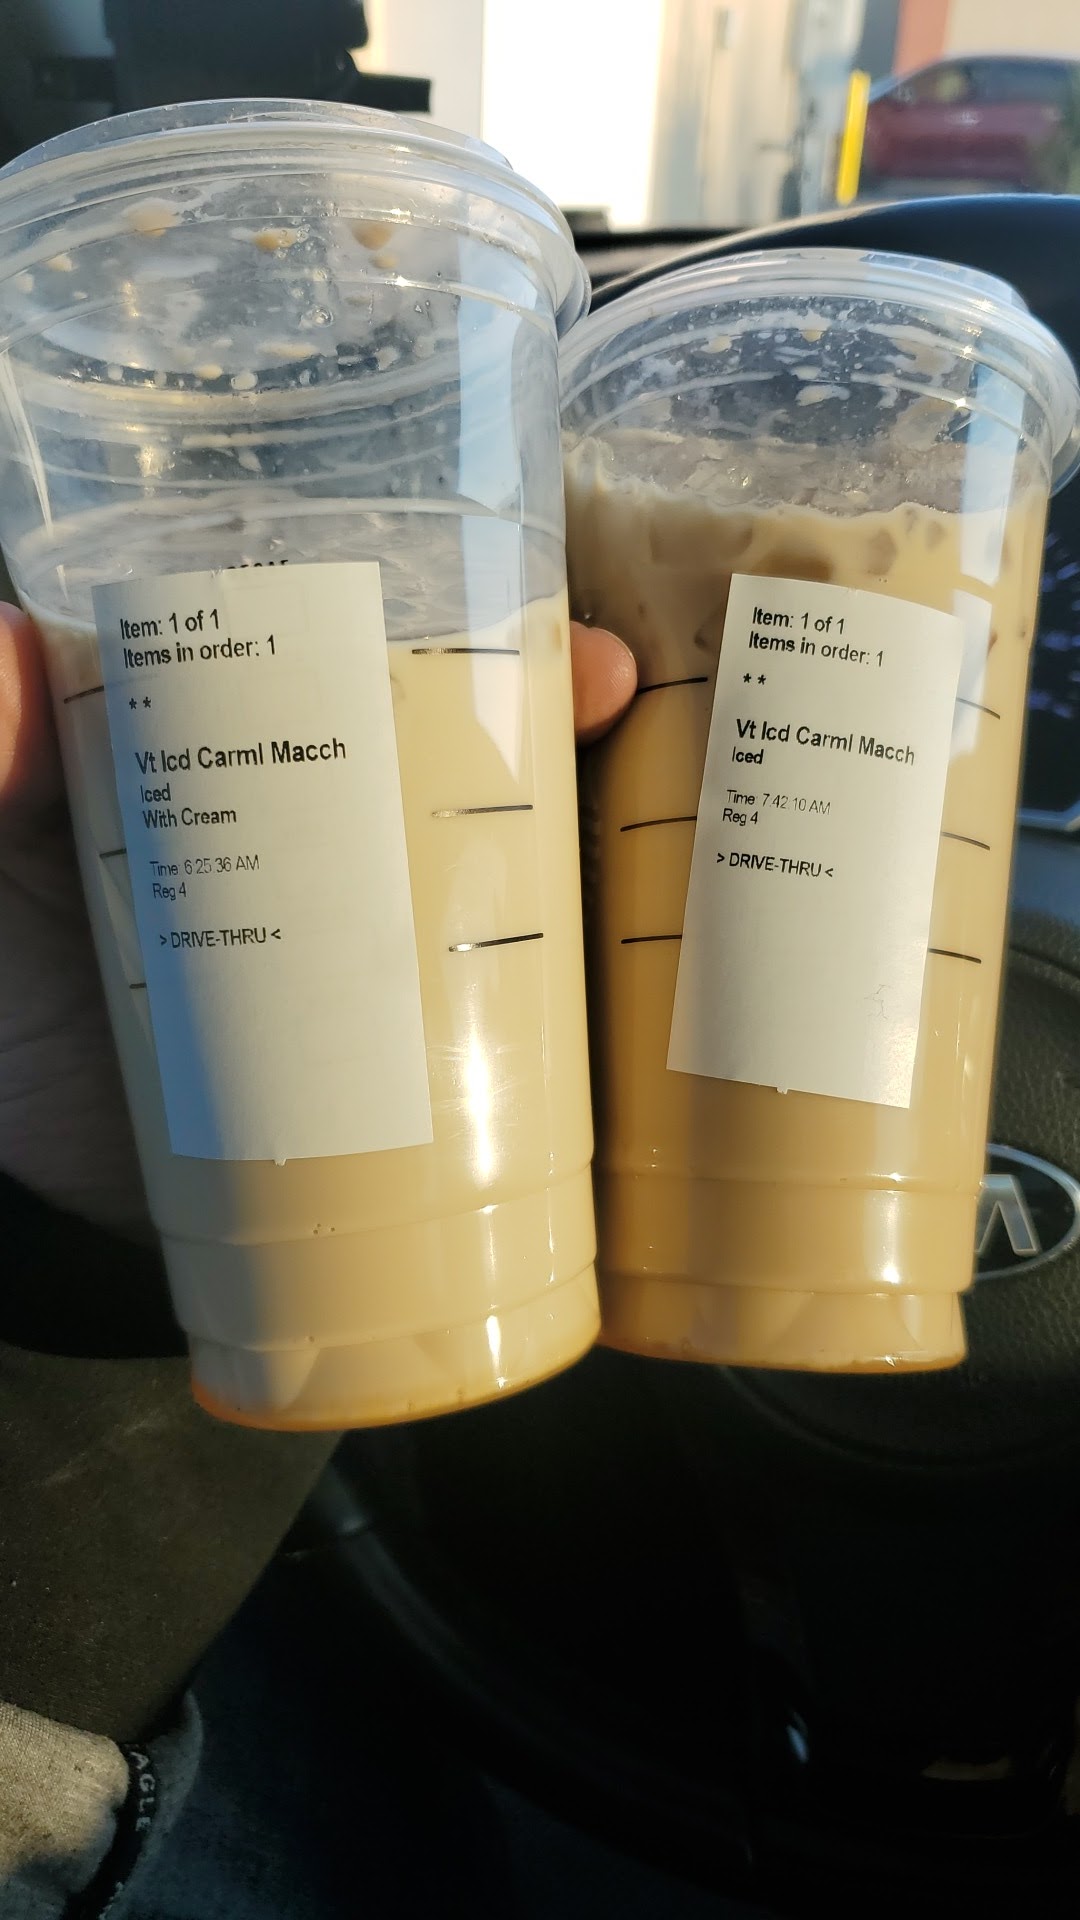 Item: 1 of 1
Items in order: 1
* *
Vt Icd Carml Macch
Iced
With Cream
Time: 6:25:36 AM
Reg 4
> DRIVE-THRU <
Item: 1 of 1
Items in order: 1
* *
Vt Icd Carml Macch
Iced
Time: 7:42:10 AM
Reg 4
> DRIVE-THRU <
AGLE